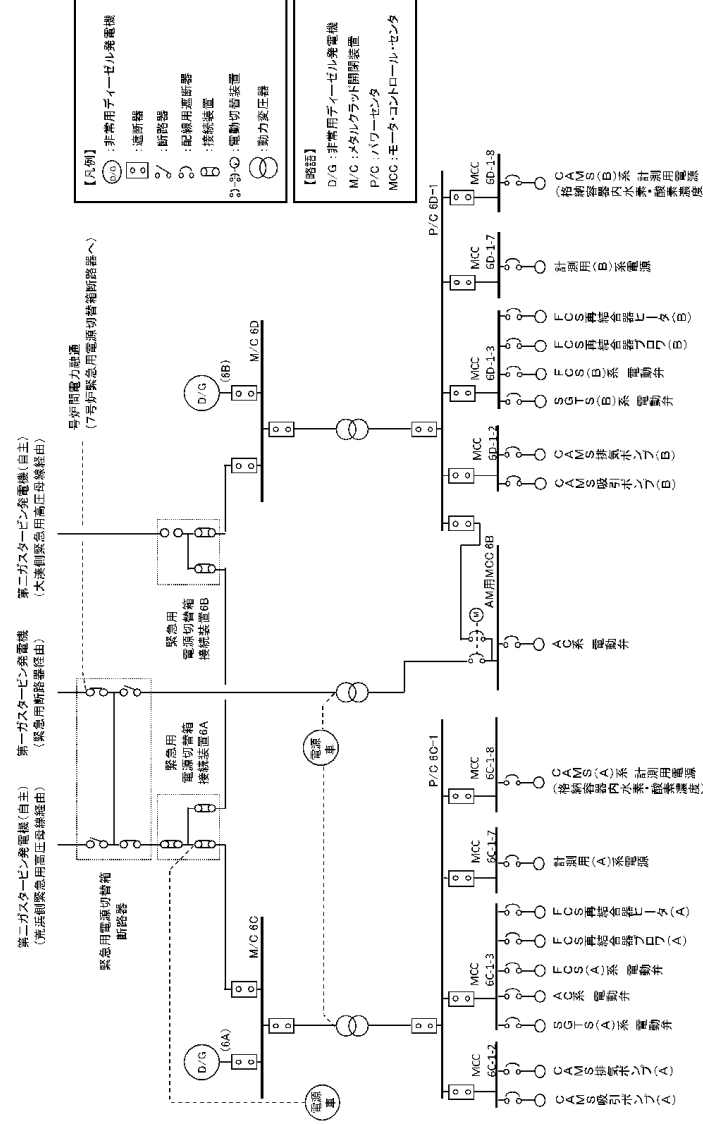 【凡例】
D/G :非常用ディーゼル発電機
:遮断器
:断路器
:配線用遮断器
:接続装置
:電動切替装置
:動力変圧器
【略語】
D/G :非常用ディーゼル発電機
M/C :メタルクラッド開閉装置
P/C :パワーセンタ
MCC :モータ・コントロール・センタ
第二ガスタービン発電機(自主)
(荒浜側緊急用高圧母線経由)
第一ガスタービン発電機
(緊急用断路器経由)
第二ガスタービン発電機(自主)
(大湊側緊急用高圧母線経由)
号炉間電力融通
(7号炉緊急用電源切替箱断路器へ)
緊急用電源切替箱
断路器
緊急用
電源切替箱
接続装置6A
緊急用
電源切替箱
接続装置6B
D/G
(6A)
M/C 6C
D/G
(6B)
M/C 6D
電源
車
電源
車
P/C 6C-1
P/C 6D-1
M
AM用MCC 6B
MCC
6C-1-2
MCC
6C-1-3
MCC
6C-1-7
MCC
6C-1-8
MCC
6D-1-2
MCC
6D-1-3
MCC
6D-1-7
MCC
6D-1-8
CAMS吸引ポンプ(A)
CAMS排気ポンプ(A)
SGTS(A)系 電動弁
AC系 電動弁
FCS(A)系 電動弁
FCS再結合器ブロワ(A)
FCS再結合器ヒータ(A)
計測用(A)系電源
CAMS(A)系 計測用電源
(格納容器内水素・酸素濃度
AC系 電動弁
CAMS吸引ポンプ(B)
CAMS排気ポンプ(B)
SGTS(B)系 電動弁
FCS(B)系 電動弁
FCS再結合器ブロワ(B)
FCS再結合器ヒータ(B)
計測用(B)系電源
CAMS(B)系 計測用電源
(格納容器内水素・酸素濃度